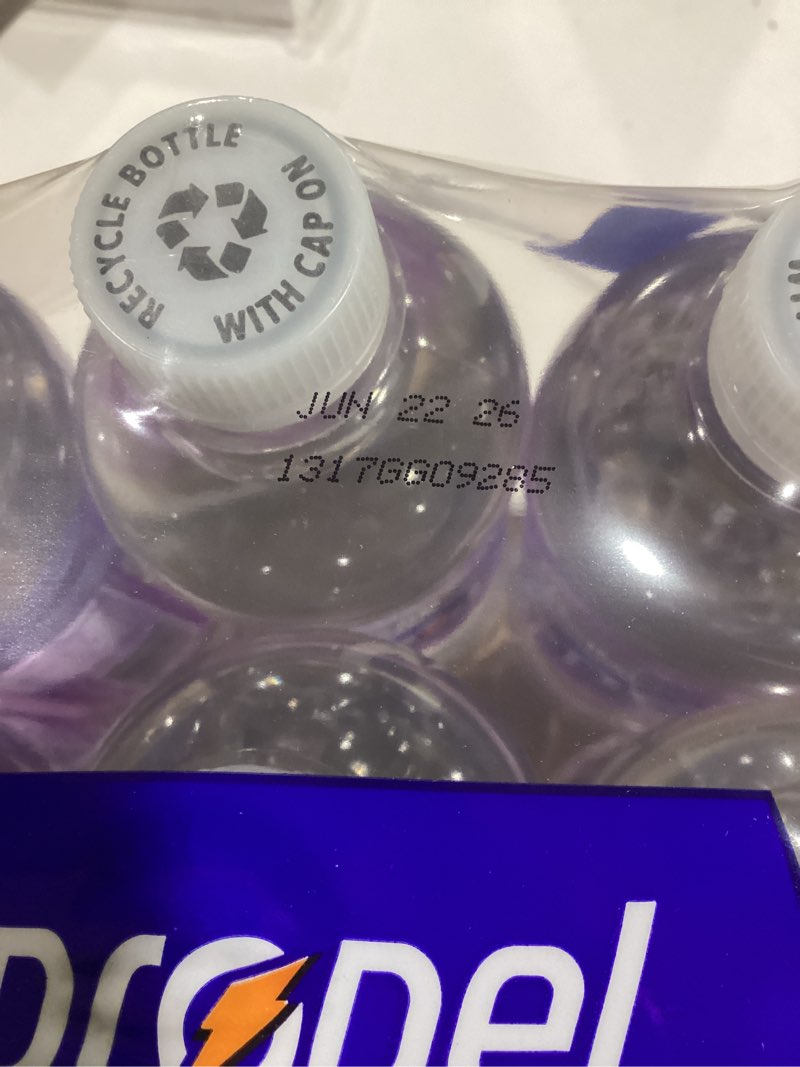 RECYCLE BOTTLE
WITH CAP ON
JUN 22 26
1317GG09285
propel